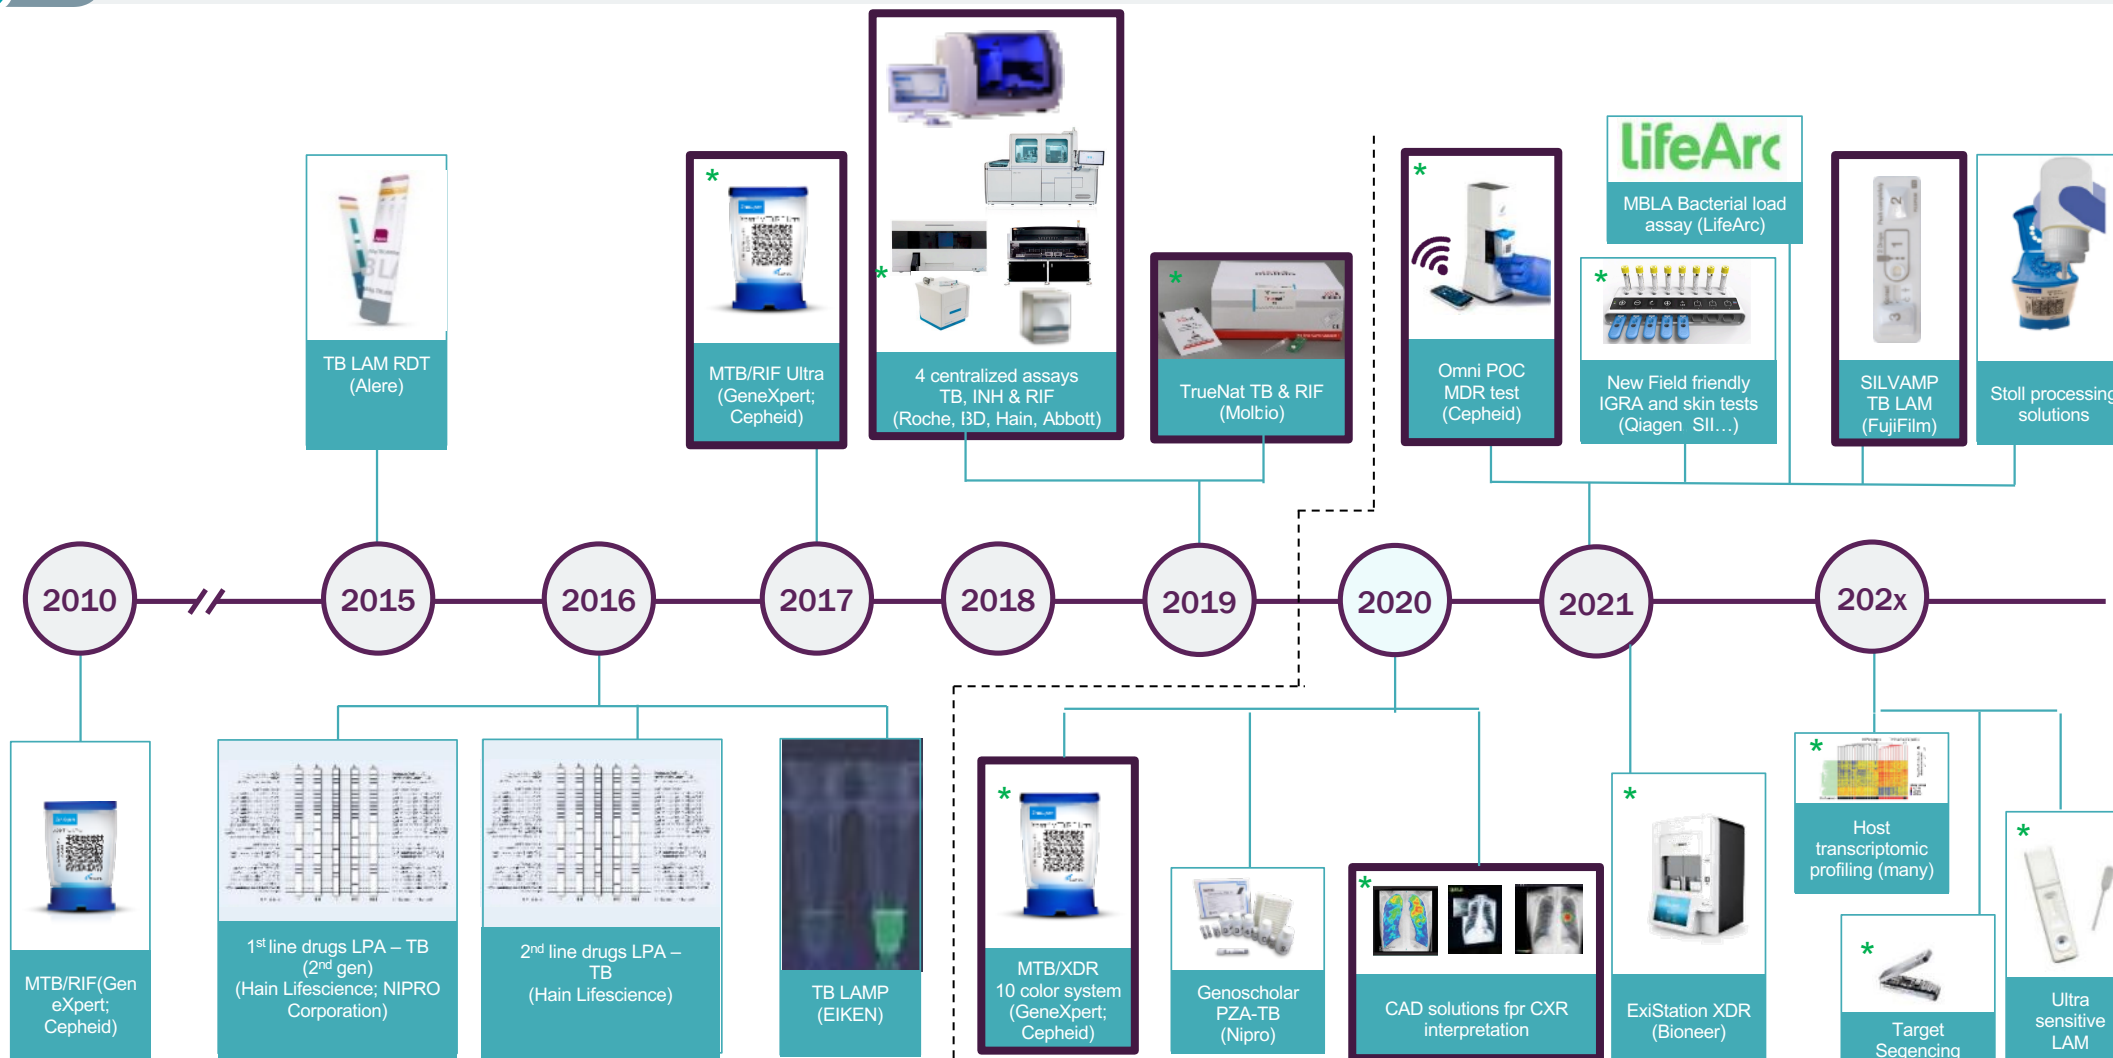 lifeArc
MBLA Bacterial load
assay (LifeArc)
TB LAM RDT
(Alere)
*
MTB/RIF Ultra
(GeneXpert;
Cepheid)
*
4 centralized assays
TB, INH & RIF
(Roche, BD, Hain, Abbott)
*
TrueNat TB & RIF
(Molbio)
*
Omni POC
MDR test
(Cepheid)
*
New Field friendly
IGRA and skin tests
(Qiagen SII...)
SILVAMP
TB LAM
(FujiFilm)
Stoll processing
solutions
2010
2015
2016
2017
2018
2019
2020
2021
202x
MTB/RIF(Gen
eXpert;
Cepheid)
1st line drugs LPA – TB
(2nd gen)
(Hain Lifescience; NIPRO
Corporation)
2nd line drugs LPA –
TB
(Hain Lifescience)
TB LAMP
(EIKEN)
*
MTB/XDR
10 color system
(GeneXpert;
Cepheid)
Genoscholar
PZA-TB
(Nipro)
*
CAD solutions fpr CXR
interpretation
*
ExiStation XDR
(Bioneer)
*
Host
transcriptomic
profiling (many)
*
Target
Seqencing
*
Ultra
sensitive
LAM